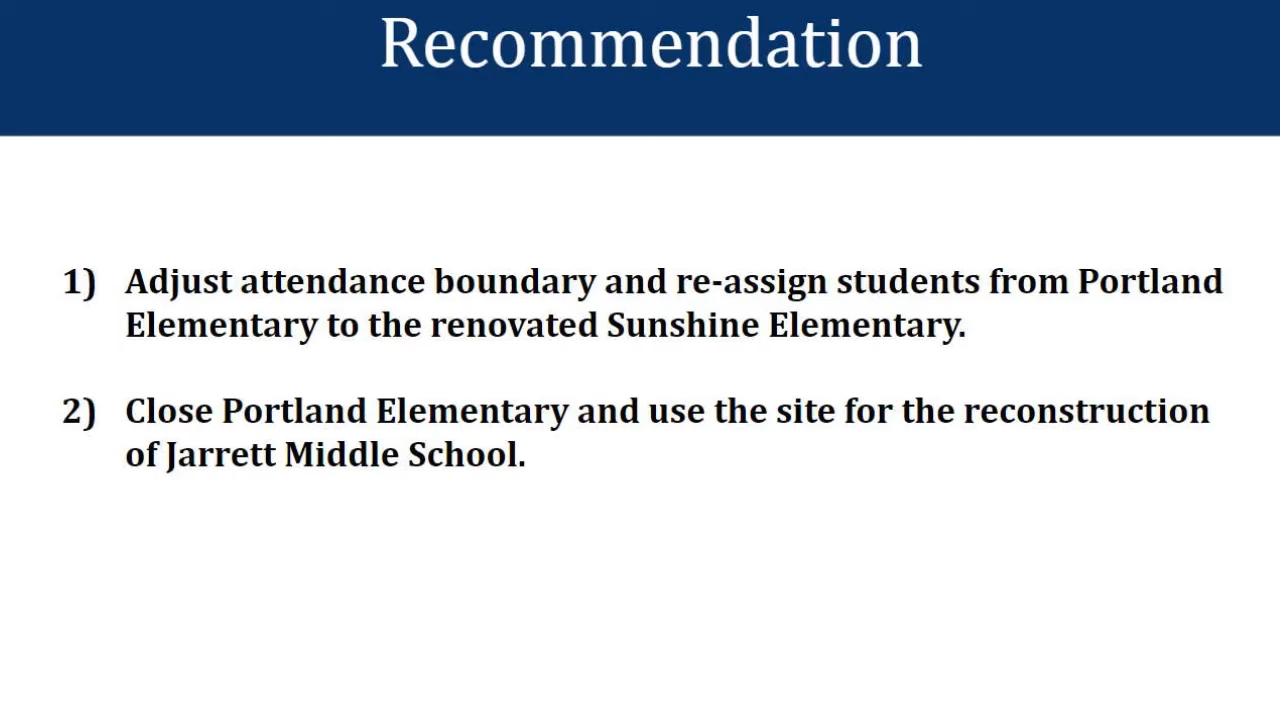 Recommendation
1) Adjust attendance boundary and re-assign students from Portland
Elementary to the renovated Sunshine Elementary.
2) Close Portland Elementary and use the site for the reconstruction
of Jarrett Middle School.